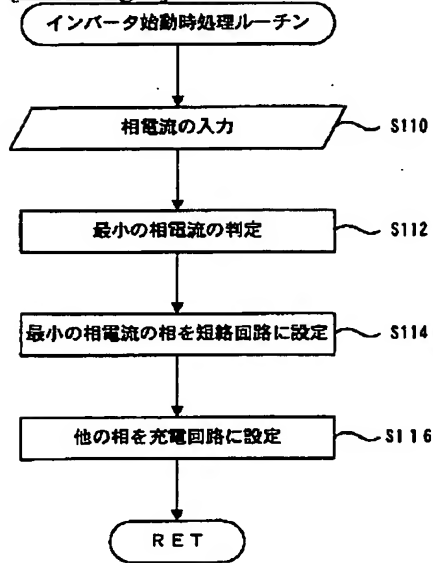 インバータ始動時処理ルーチン
相電流の入力
S110
最小の相電流の判定
S112
最小の相電流の相を短絡回路に設定
S114
他の相を充電回路に設定
S116
RET